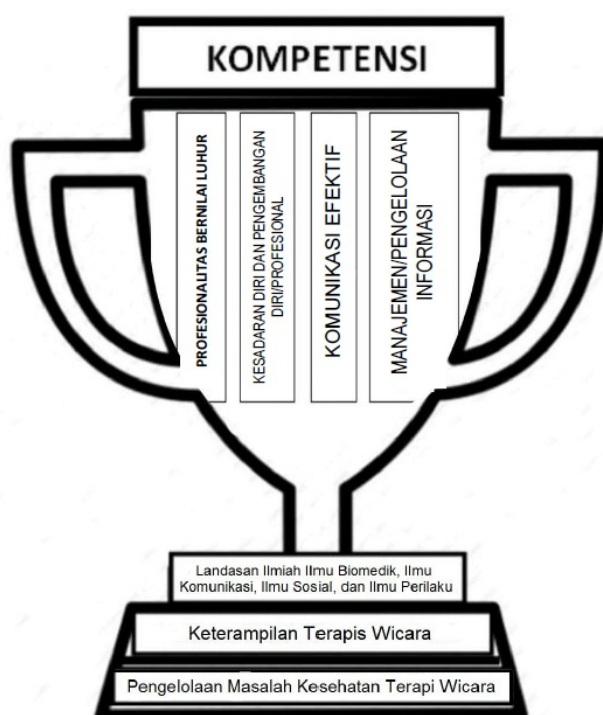 KOMPETENSI
PROFESIONALITAS BERNILAI LUHUR
KESADARAN DIRI DAN PENGEMBANGAN
DIRI/PROFESIONAL
KOMUNIKASI EFEKTIF
MANAJEMEN/PENGELOLAAN
INFORMASI
Landasan Ilmiah Ilmu Biomedik, Ilmu
Komunikasi, Ilmu Sosial, dan Ilmu Perilaku
Keterampilan Terapis Wicara
Pengelolaan Masalah Kesehatan Terapi Wicara